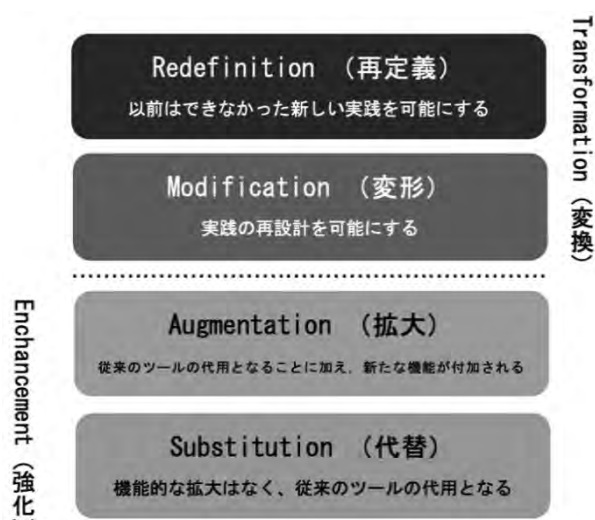 Redefinition （再定義）
以前はできなかった新しい実践を可能にする
Modification （変形）
実践の再設計を可能にする
Transformation（変換）
Augmentation （拡大）
従来のツールの代用となることに加え、新たな機能が付加される
Substitution （代替）
機能的な拡大はなく、従来のツールの代用となる
Enchancement（強化